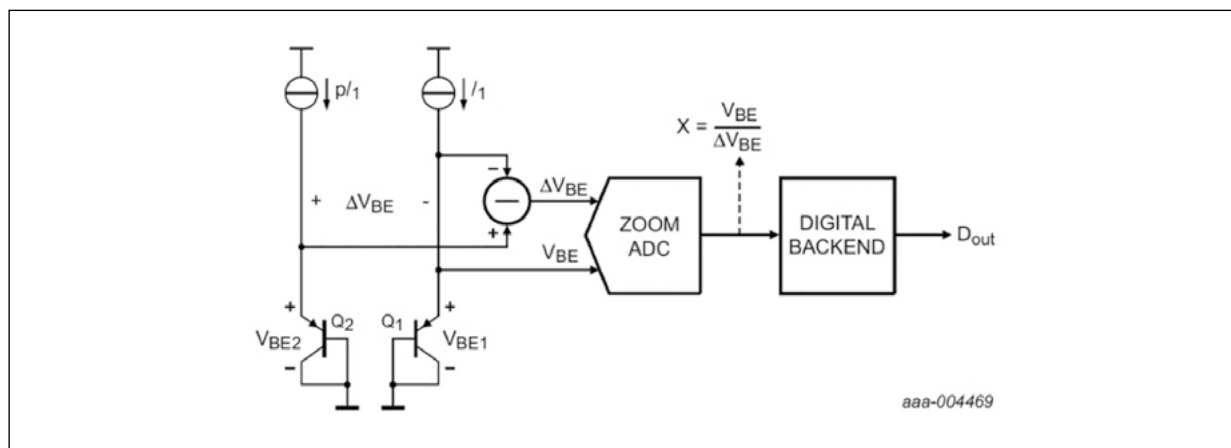 p/1
/1
X = VBE
ΔVBE
-
ΔVBE
+ ΔVBE -
+
ZOOM
ADC
DIGITAL
BACKEND
Dout
VBE
+
+
Q2
Q1
VBE2
VBE1
-
-
aaa-004469